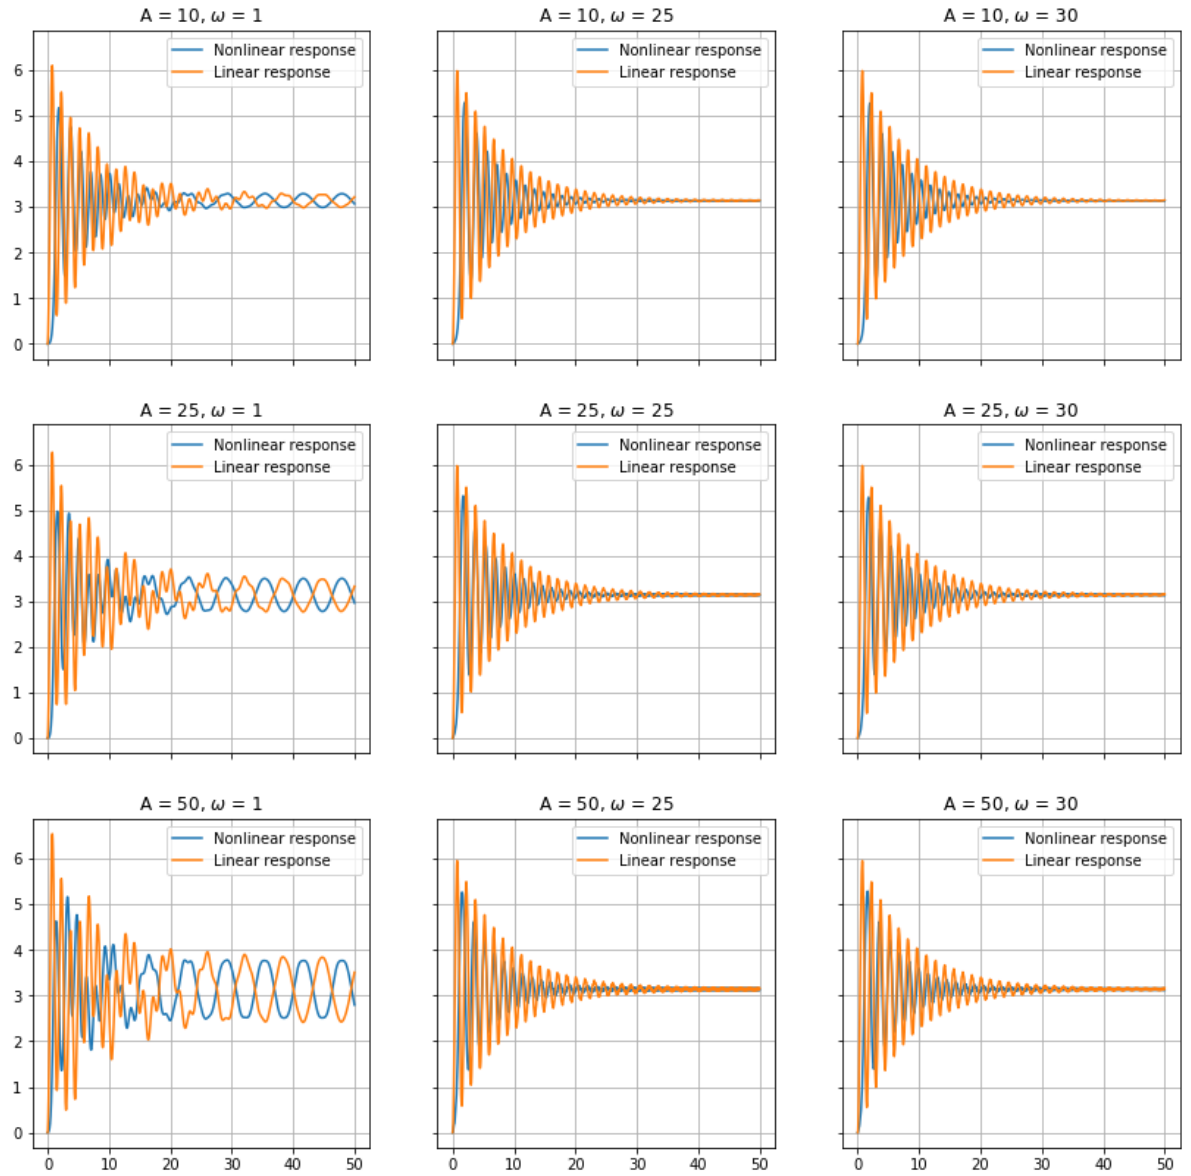 A = 10, ω = 1
Nonlinear response
Linear response
6
5
4
3
2
1
0
A = 10, ω = 25
Nonlinear response
Linear response
A = 10, ω = 30
Nonlinear response
Linear response
A = 25, ω = 1
Nonlinear response
Linear response
6
5
4
3
2
1
0
A = 25, ω = 25
Nonlinear response
Linear response
A = 25, ω = 30
Nonlinear response
Linear response
A = 50, ω = 1
Nonlinear response
Linear response
6
5
4
3
2
1
0
0 10 20 30 40 50
A = 50, ω = 25
Nonlinear response
Linear response
0 10 20 30 40 50
A = 50, ω = 30
Nonlinear response
Linear response
0 10 20 30 40 50